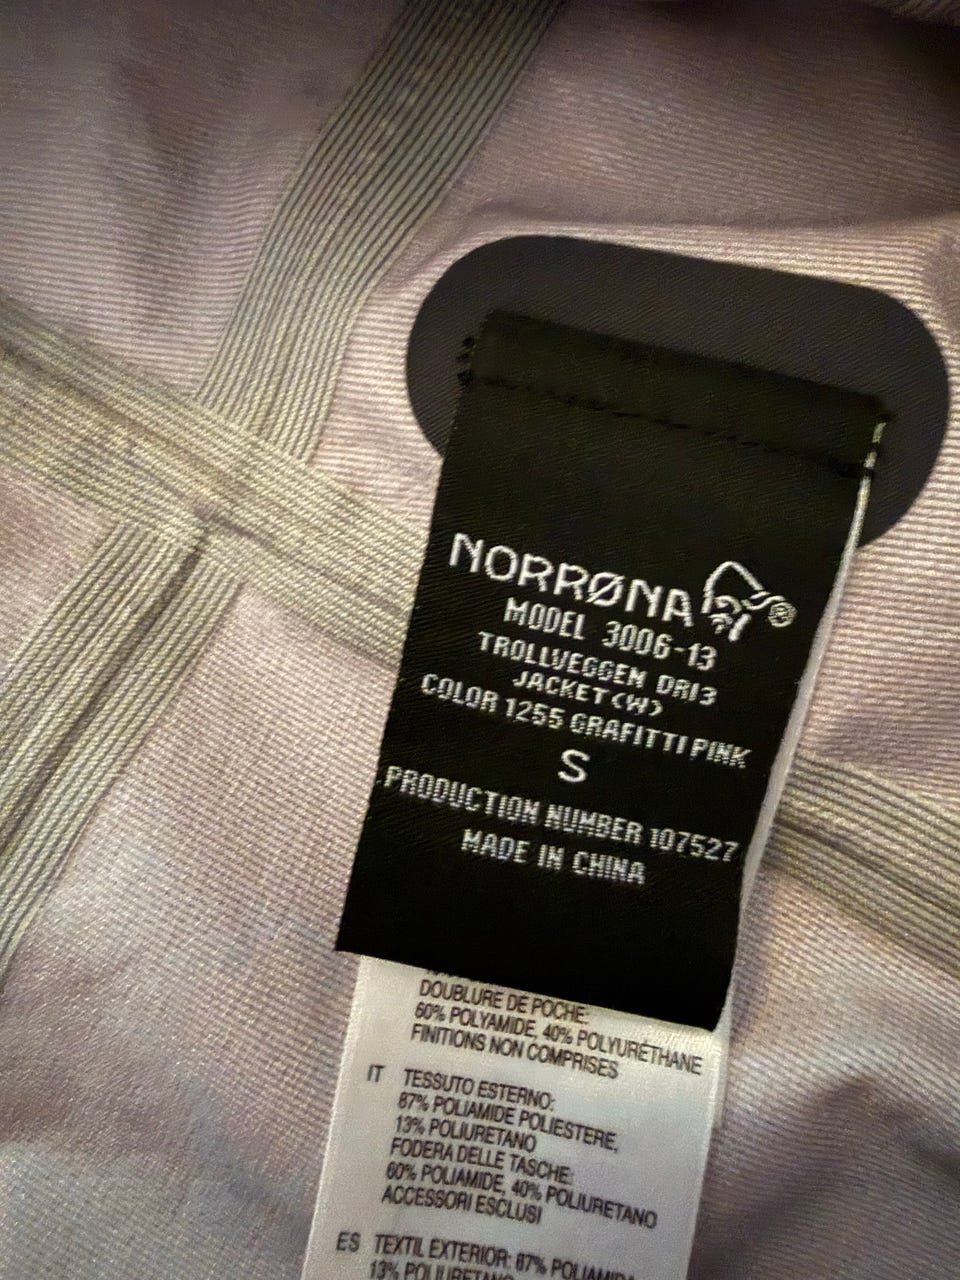 NORRØNA ®
MODEL 3006-13
TROLLVEGGEN DRI3
JACKET(W)
COLOR 1255 GRAFITTI PINK
S
PRODUCTION NUMBER 107527
MADE IN CHINA
DOUBLURE DE POCHE:
60% POLYAMIDE, 40% POLYURÉTHANE
FINITIONS NON COMPRISES
IT TESSUTO ESTERNO:
87% POLIAMIDE POLIESTERE,
13% POLIURETANO
FODERA DELLE TASCHE:
60% POLIAMIDE, 40% POLIURETANO
ACCESSORI ESCLUSI
ES TEXTIL EXTERIOR: 87% POLIAMIDA
13% POLIURETANO